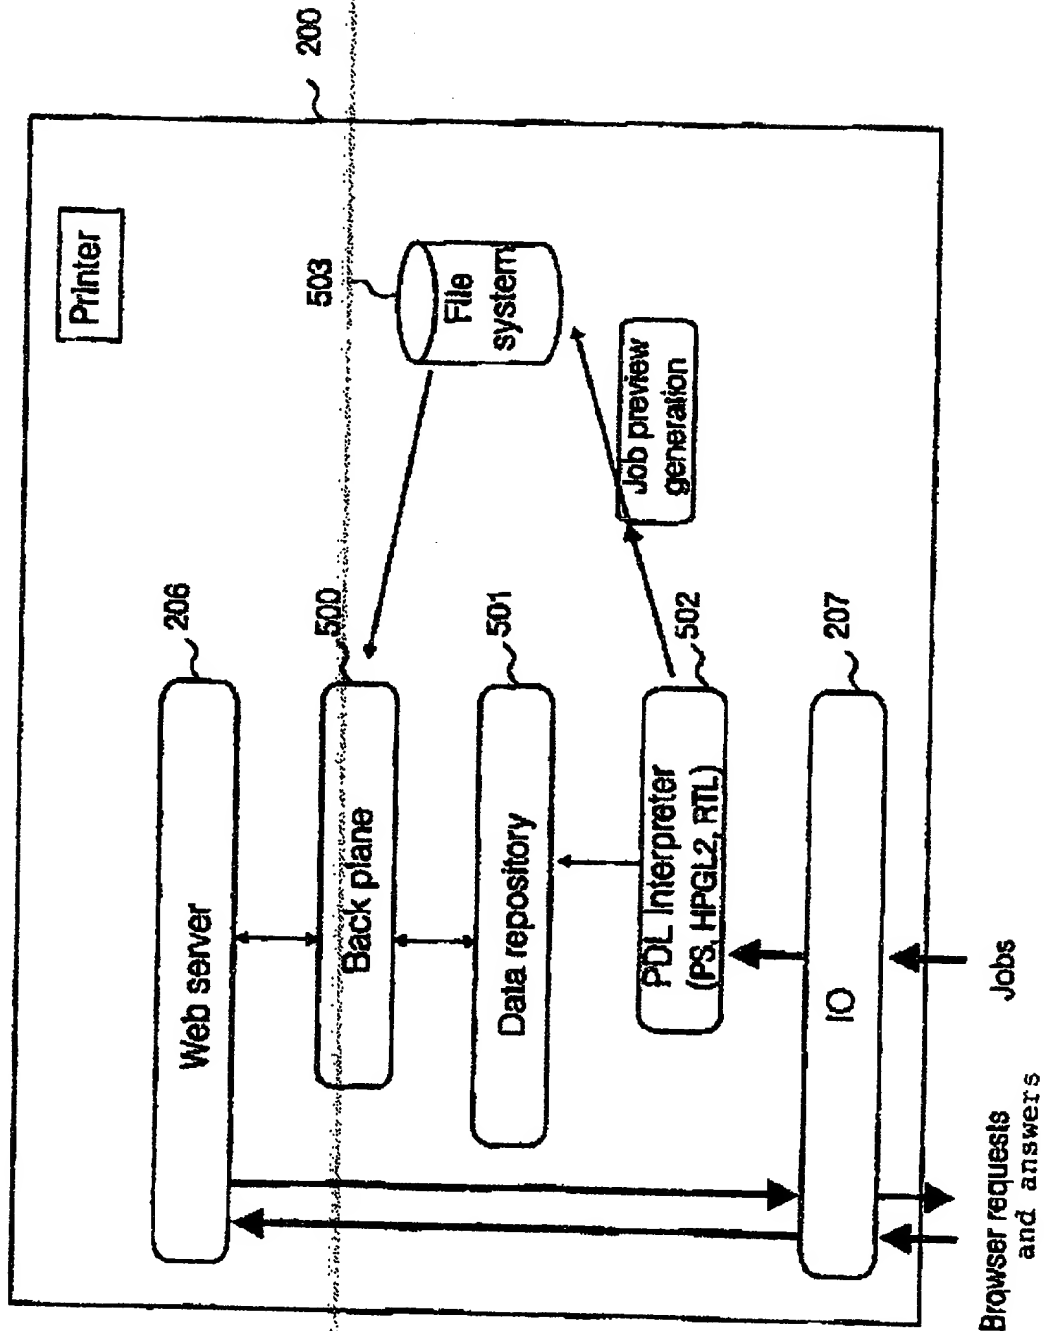 200
Printer
503
File
system
Job preview
generation
206
Web server
500
Back plane
501
Data repository
502
PDL Interpreter
(PS, HPGL2, RTL)
207
IO
Jobs
Browser requests
and answers